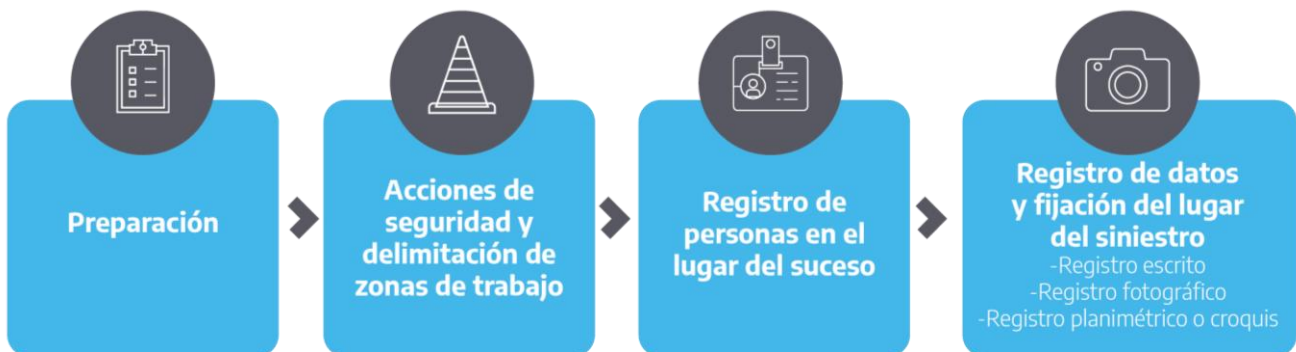 Preparación
Acciones de
seguridad y
delimitación de
zonas de trabajo
Registro de
personas en el
lugar del suceso
Registro de datos
y fijación del lugar
del siniestro
-Registro escrito
-Registro fotográfico
-Registro planimétrico o croquis